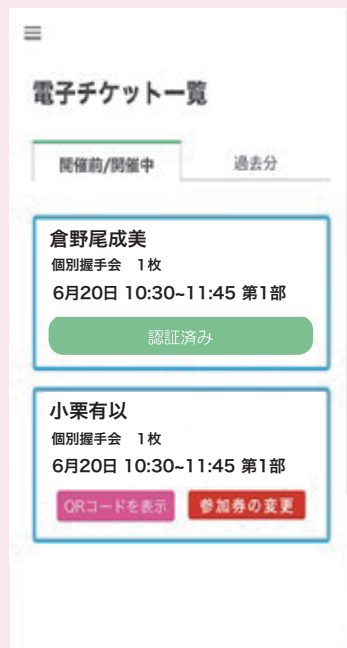 電子チケット一覧
開催前/開催中
過去分
倉野尾成美
個別握手会　1枚
6月20日 10:30~11:45 第1部
認証済み
小栗有以
個別握手会　1枚
6月20日 10:30~11:45 第1部
QRコードを表示
参加券の変更